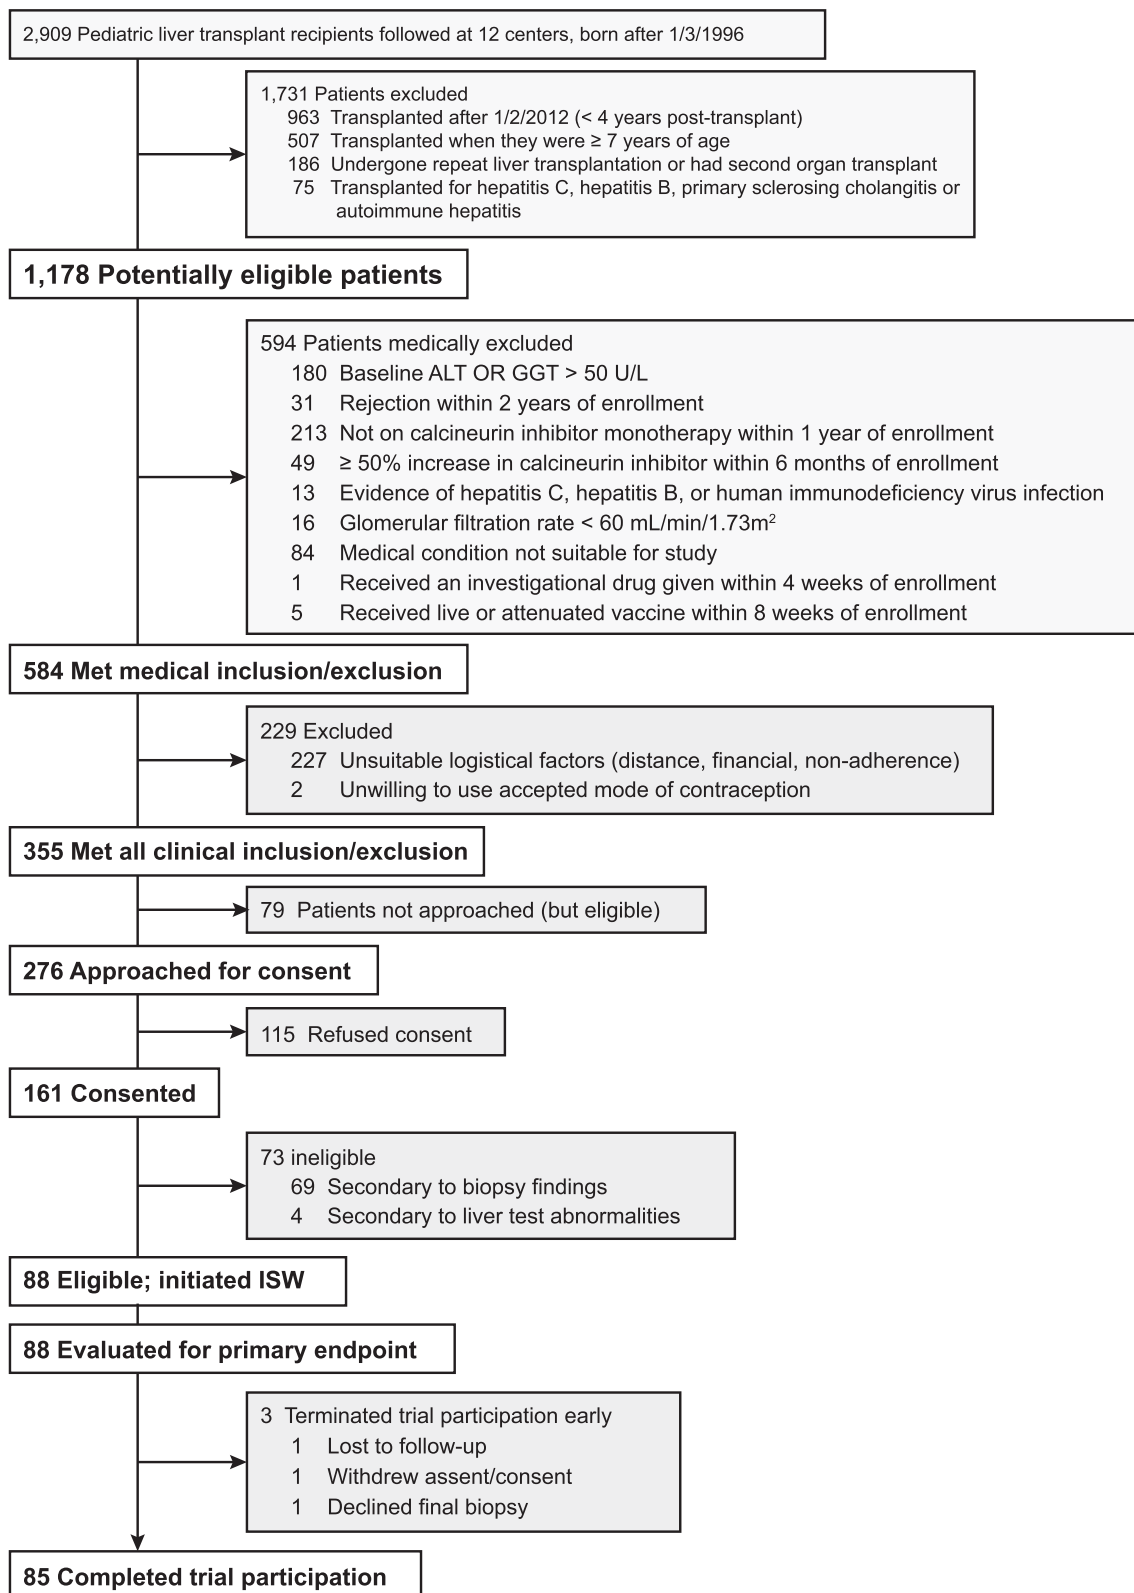 2,909 Pediatric liver transplant recipients followed at 12 centers, born after 1/3/1996
1,731 Patients excluded
963 Transplanted after 1/2/2012 (< 4 years post-transplant)
507 Transplanted when they were ≥ 7 years of age
186 Undergone repeat liver transplantation or had second organ transplant
75 Transplanted for hepatitis C, hepatitis B, primary sclerosing cholangitis or
autoimmune hepatitis
1,178 Potentially eligible patients
594 Patients medically excluded
180 Baseline ALT OR GGT > 50 U/L
31 Rejection within 2 years of enrollment
213 Not on calcineurin inhibitor monotherapy within 1 year of enrollment
49 ≥ 50% increase in calcineurin inhibitor within 6 months of enrollment
13 Evidence of hepatitis C, hepatitis B, or human immunodeficiency virus infection
16 Glomerular filtration rate < 60 mL/min/1.73m²
84 Medical condition not suitable for study
1 Received an investigational drug given within 4 weeks of enrollment
5 Received live or attenuated vaccine within 8 weeks of enrollment
584 Met medical inclusion/exclusion
229 Excluded
227 Unsuitable logistical factors (distance, financial, non-adherence)
2 Unwilling to use accepted mode of contraception
355 Met all clinical inclusion/exclusion
79 Patients not approached (but eligible)
276 Approached for consent
115 Refused consent
161 Consented
73 ineligible
69 Secondary to biopsy findings
4 Secondary to liver test abnormalities
88 Eligible; initiated ISW
88 Evaluated for primary endpoint
3 Terminated trial participation early
1 Lost to follow-up
1 Withdrew assent/consent
1 Declined final biopsy
85 Completed trial participation